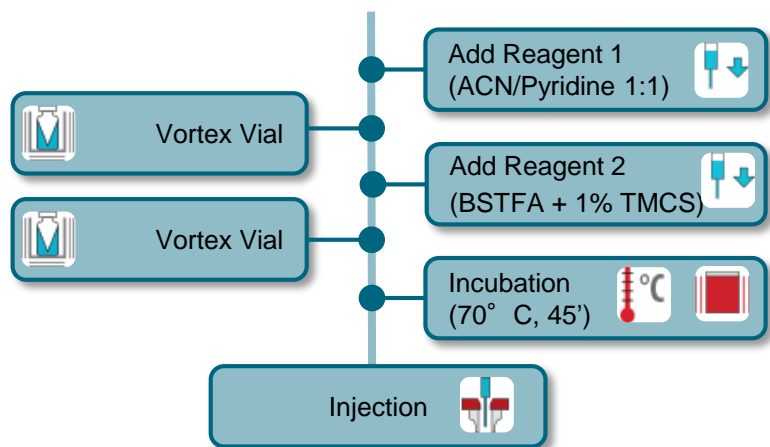 Add Reagent 1
(ACN/Pyridine 1:1)
Vortex Vial
Add Reagent 2
(BSTFA + 1% TMCS)
Vortex Vial
°C
Incubation
(70° C, 45')
Injection